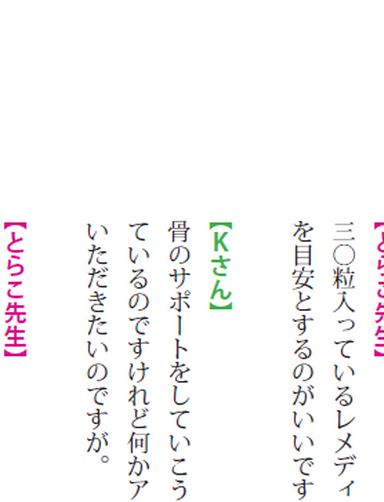 【とらこ先生】
三〇粒入っているレメディ
を目安とするのがいいです
【Kさん】
骨のサポートをしていこう
ているのですけれど何かア
いただきたいのですが。
【とらこ先生】